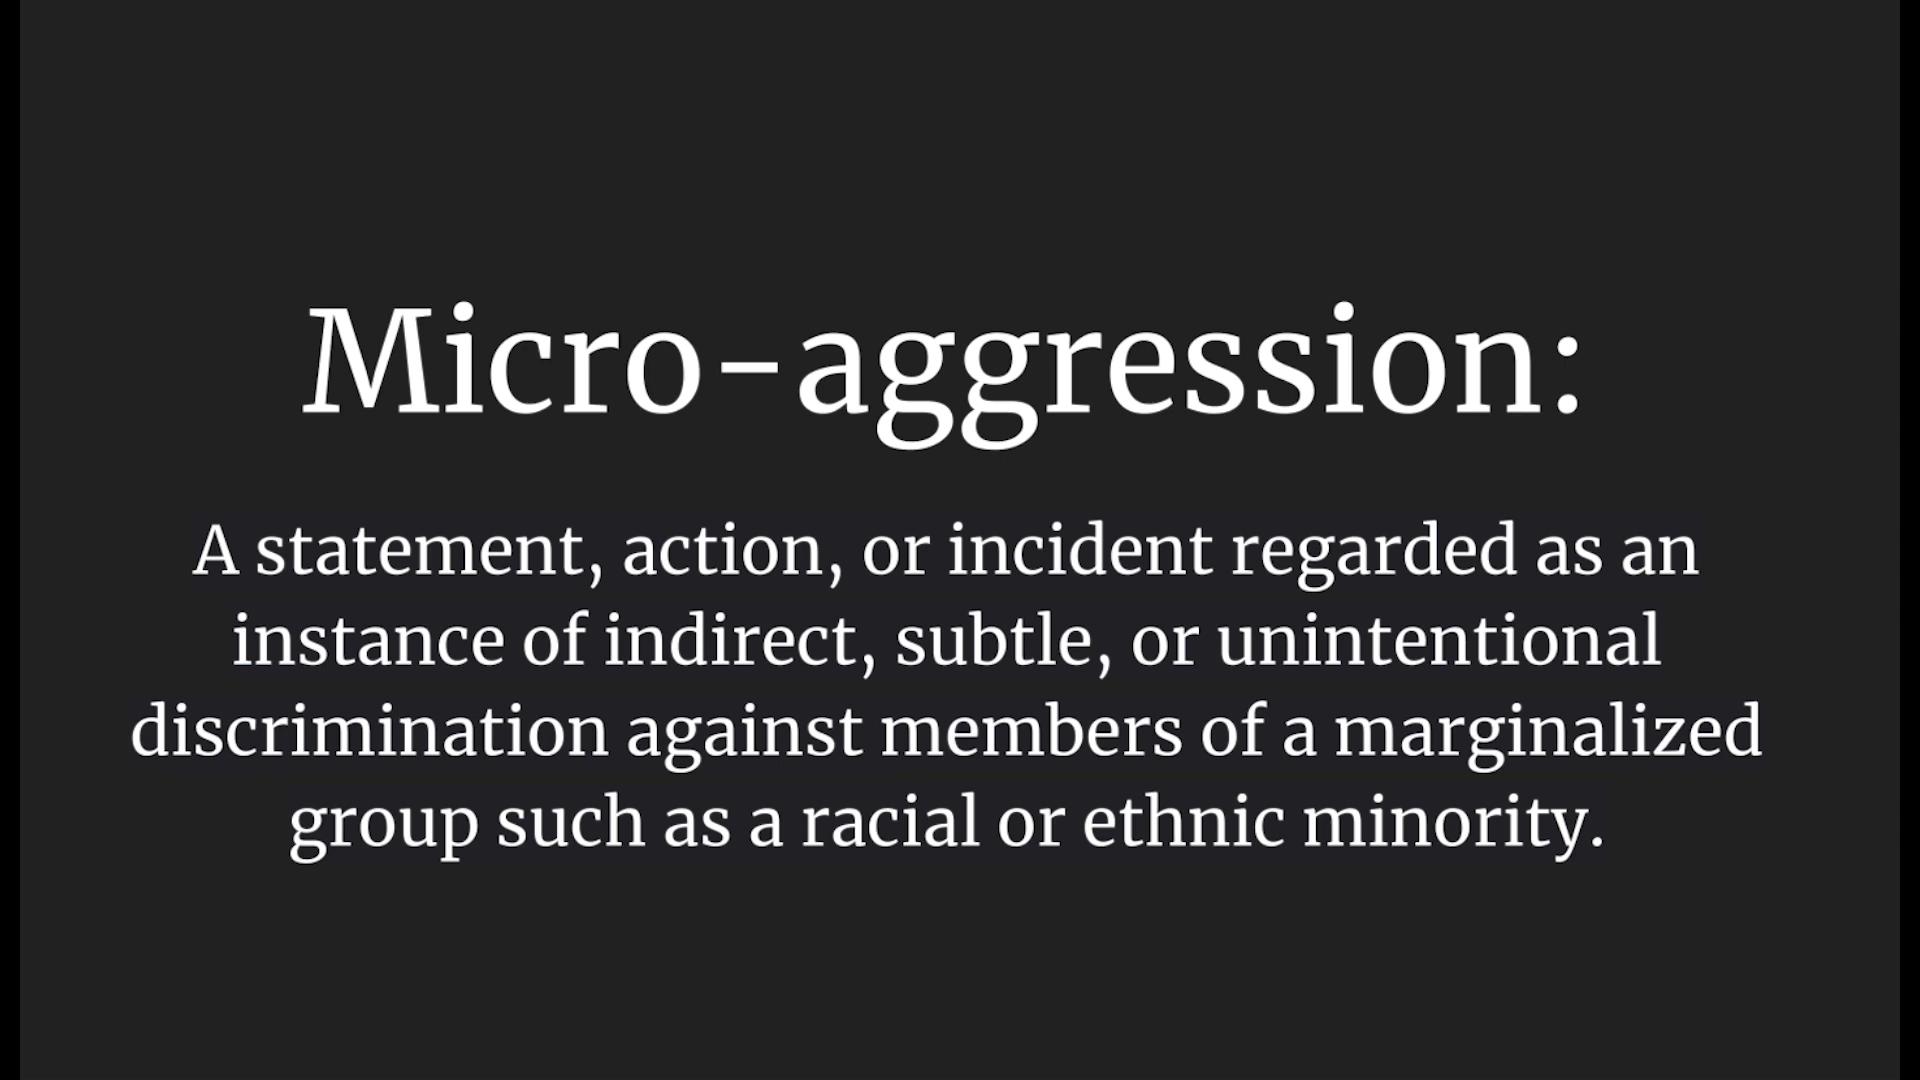 Micro-aggression:
A statement, action, or incident regarded as an
instance of indirect, subtle, or unintentional
discrimination against members of a marginalized
group such as a racial or ethnic minority.